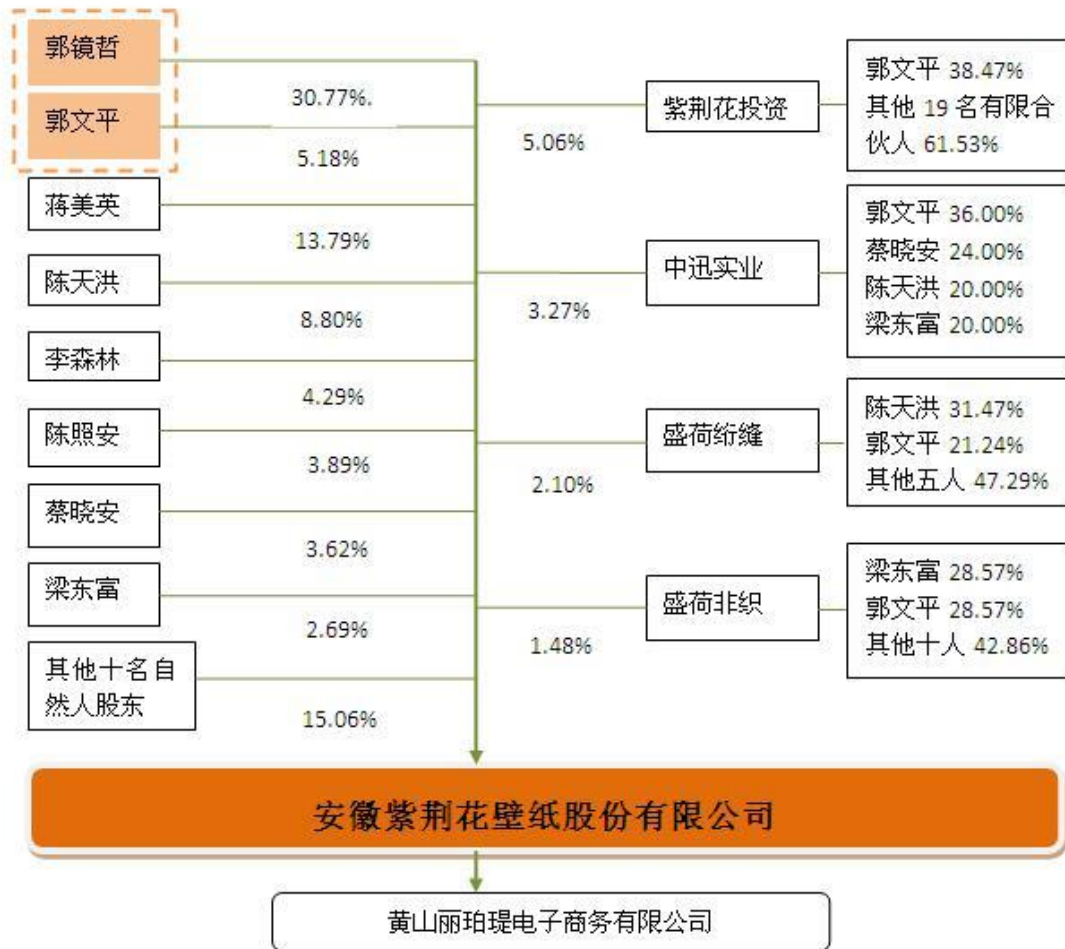 郭镜哲
30.77%.
郭文平
5.18%
蒋美英
13.79%
陈天洪
8.80%
李森林
4.29%
陈照安
3.89%
蔡晓安
3.62%
梁东富
2.69%
其他十名自
然人股东
15.06%
紫荆花投资
5.06%
郭文平 38.47%
其他 19 名有限合
伙人 61.53%
中迅实业
3.27%
郭文平 36.00%
蔡晓安 24.00%
陈天洪 20.00%
梁东富 20.00%
盛荷绗缝
2.10%
陈天洪 31.47%
郭文平 21.24%
其他五人 47.29%
盛荷非织
1.48%
梁东富 28.57%
郭文平 28.57%
其他十人 42.86%
安徽紫荆花壁纸股份有限公司
黄山丽珀瑅电子商务有限公司